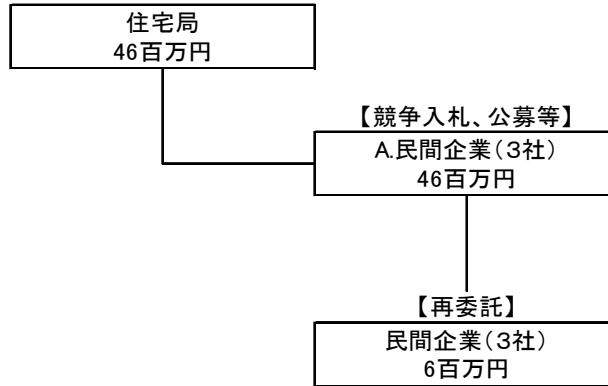 住宅局
46百万円
【競争入札、公募等】
A.民間企業（３社）
46百万円
【再委託】
民間企業（３社）
6百万円